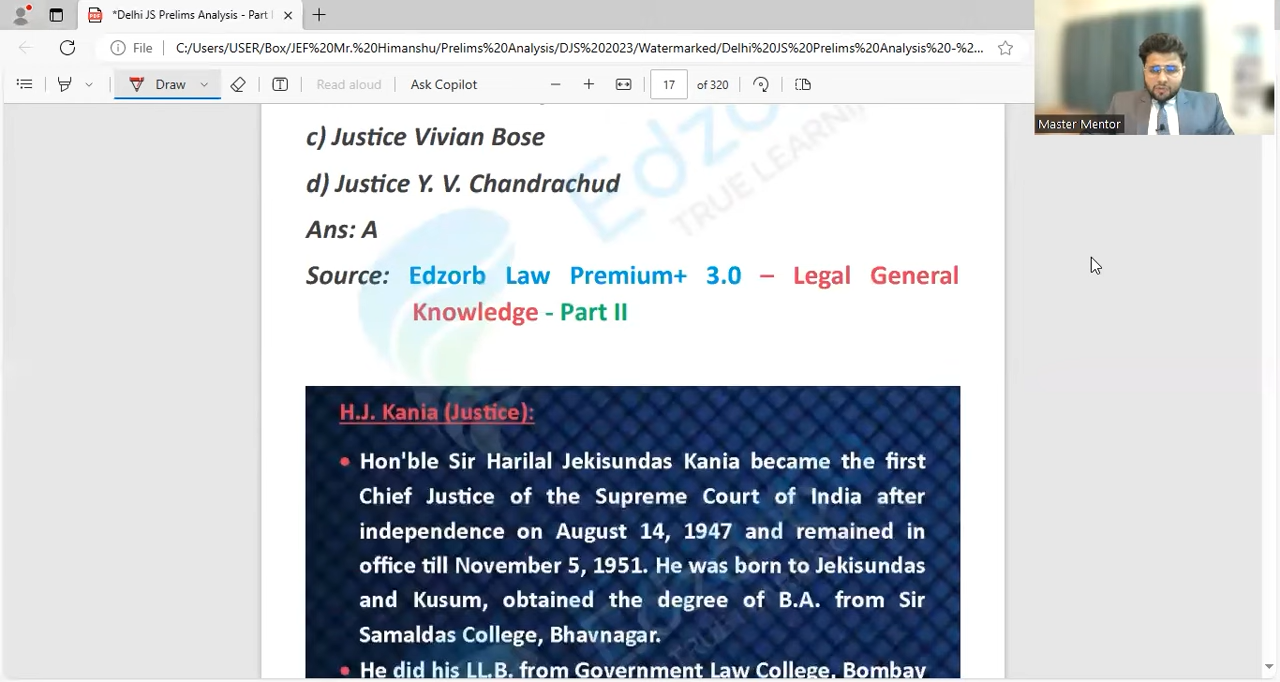 *Delhi JS Prelims Analysis - Part I
File
C:/Users/USER/Box/JEF%20Mr.%20Himanshu/Prelims%20Analysis/DJS%202023/Watermarked/Delhi%20JS%20Prelims%20Analysis%20-%2...
Draw
Read aloud
Ask Copilot
17
of 320
Master Mentor
c) Justice Vivian Bose
d) Justice Y. V. Chandrachud
Ans: A
Source: Edzorb Law Premium+ 3.0 – Legal General
Knowledge - Part II
H.J. Kania (Justice):
• Hon'ble Sir Harilal Jekisundas Kania became the first
Chief Justice of the Supreme Court of India after
independence on August 14, 1947 and remained in
office till November 5, 1951. He was born to Jekisundas
and Kusum, obtained the degree of B.A. from Sir
Samaldas College, Bhavnagar.
• He did his LL.B. from Government Law College, Bombay